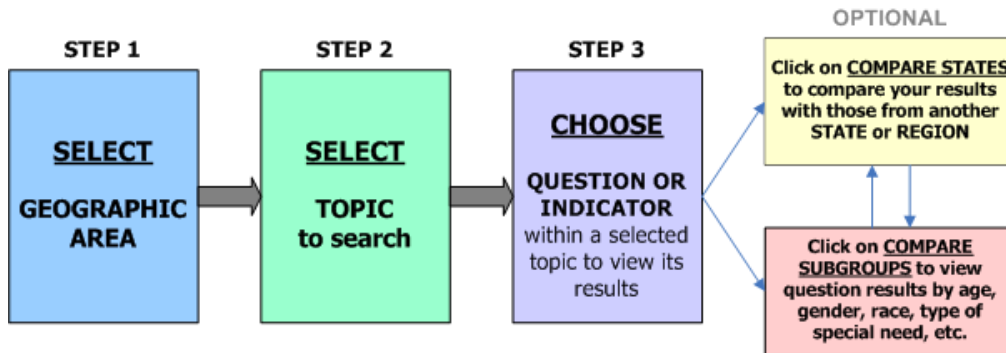 STEP 1
SELECT
GEOGRAPHIC
AREA
STEP 2
SELECT
TOPIC
to search
STEP 3
CHOOSE
QUESTION OR
INDICATOR
within a selected
topic to view its
results
OPTIONAL
Click on COMPARE STATES
to compare your results
with those from another
STATE or REGION
Click on COMPARE
SUBGROUPS to view
question results by age,
gender, race, type of
special need, etc.